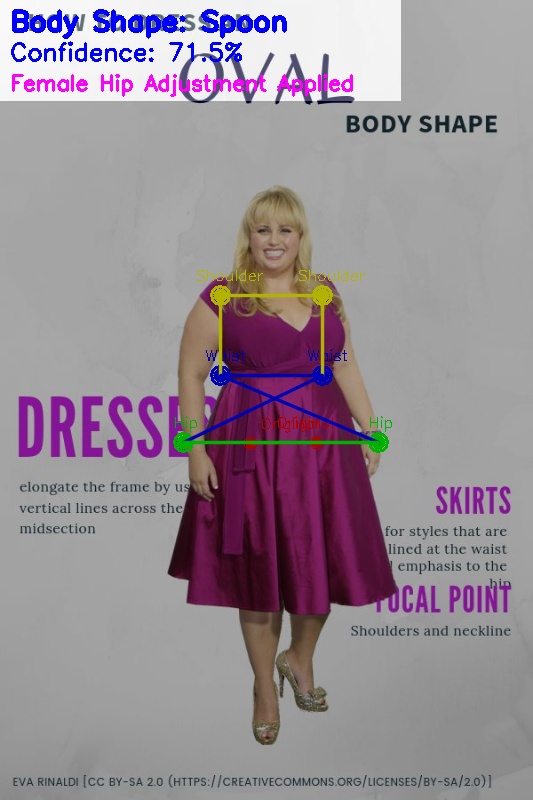 Body Shape: Spoon
Confidence: 71.5%
Female Hip Adjustment Applied
OVAL
BODY SHAPE
Shoulder Shoulder
Waist Waist
DRESSES
Hip Hip
elongate the frame by us
vertical lines across the
midsection
SKIRTS
for styles that are
lined at the waist
emphasis to the
hip
FOCAL POINT
Shoulders and neckline
EVA RINALDI [CC BY-SA 2.0 (HTTPS://CREATIVECOMMONS.ORG/LICENSES/BY-SA/2.0)]